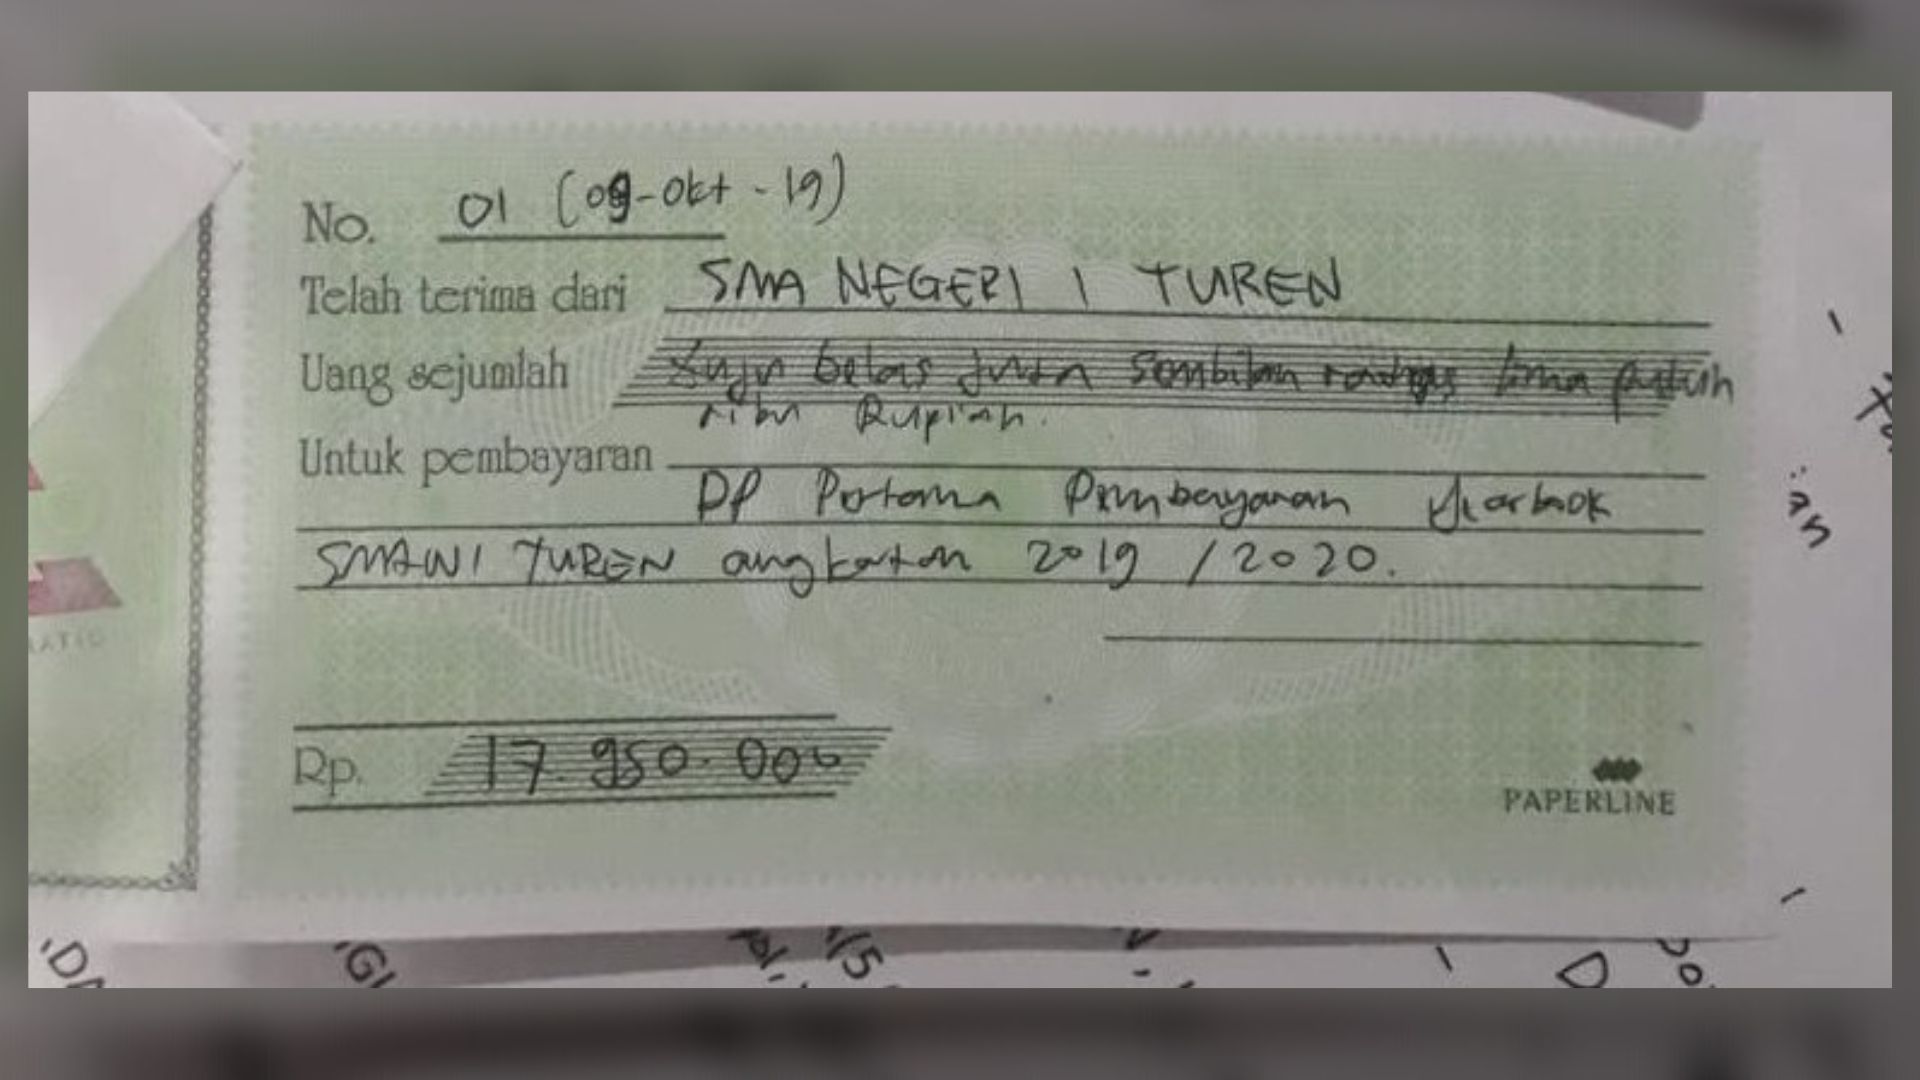 No. 01 (09-Okt-19)
Telah terima dari SMA NEGERI 1 TUREN
Uang sejumlah Tuju belas Juta Sembilan ratus lima puluh
ribu Rupiah.
Untuk pembayaran
DP Pertama Pembayaran Yearbook
SMAN 1 TUREN angkatan 2019 / 2020.
Rp. 17.950.000
PAPERLINE